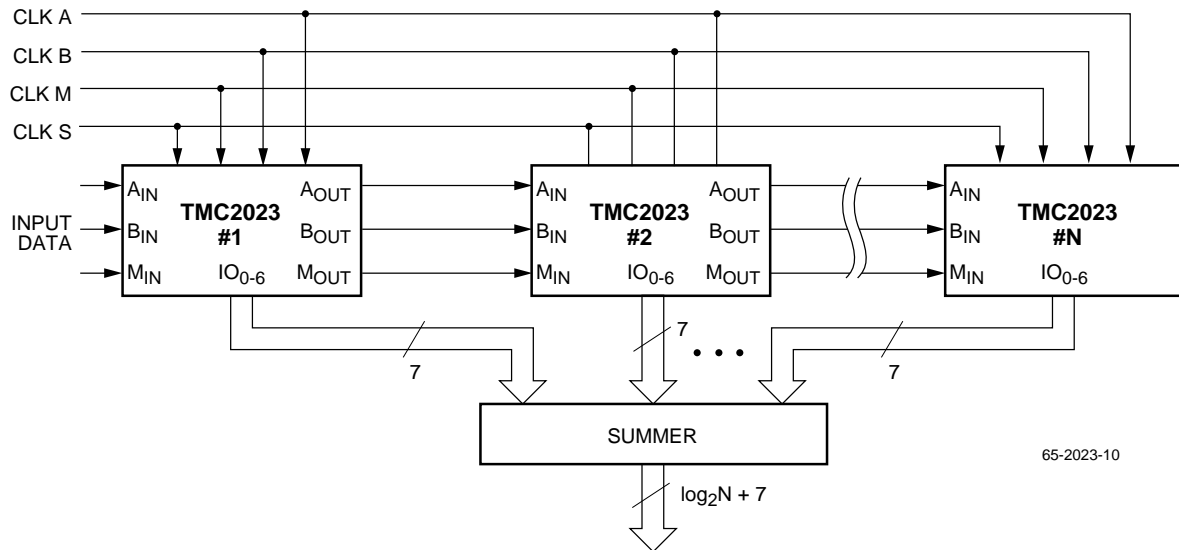 CLK A
CLK B
CLK M
CLK S
INPUT
DATA
A_IN
B_IN
M_IN
TMC2023
#1
IO_0-6
A_OUT
B_OUT
M_OUT
A_IN
B_IN
M_IN
TMC2023
#2
IO_0-6
A_OUT
B_OUT
M_OUT
A_IN
B_IN
M_IN
TMC2023
#N
IO_0-6
7
7
7
SUMMER
log_2N + 7
65-2023-10